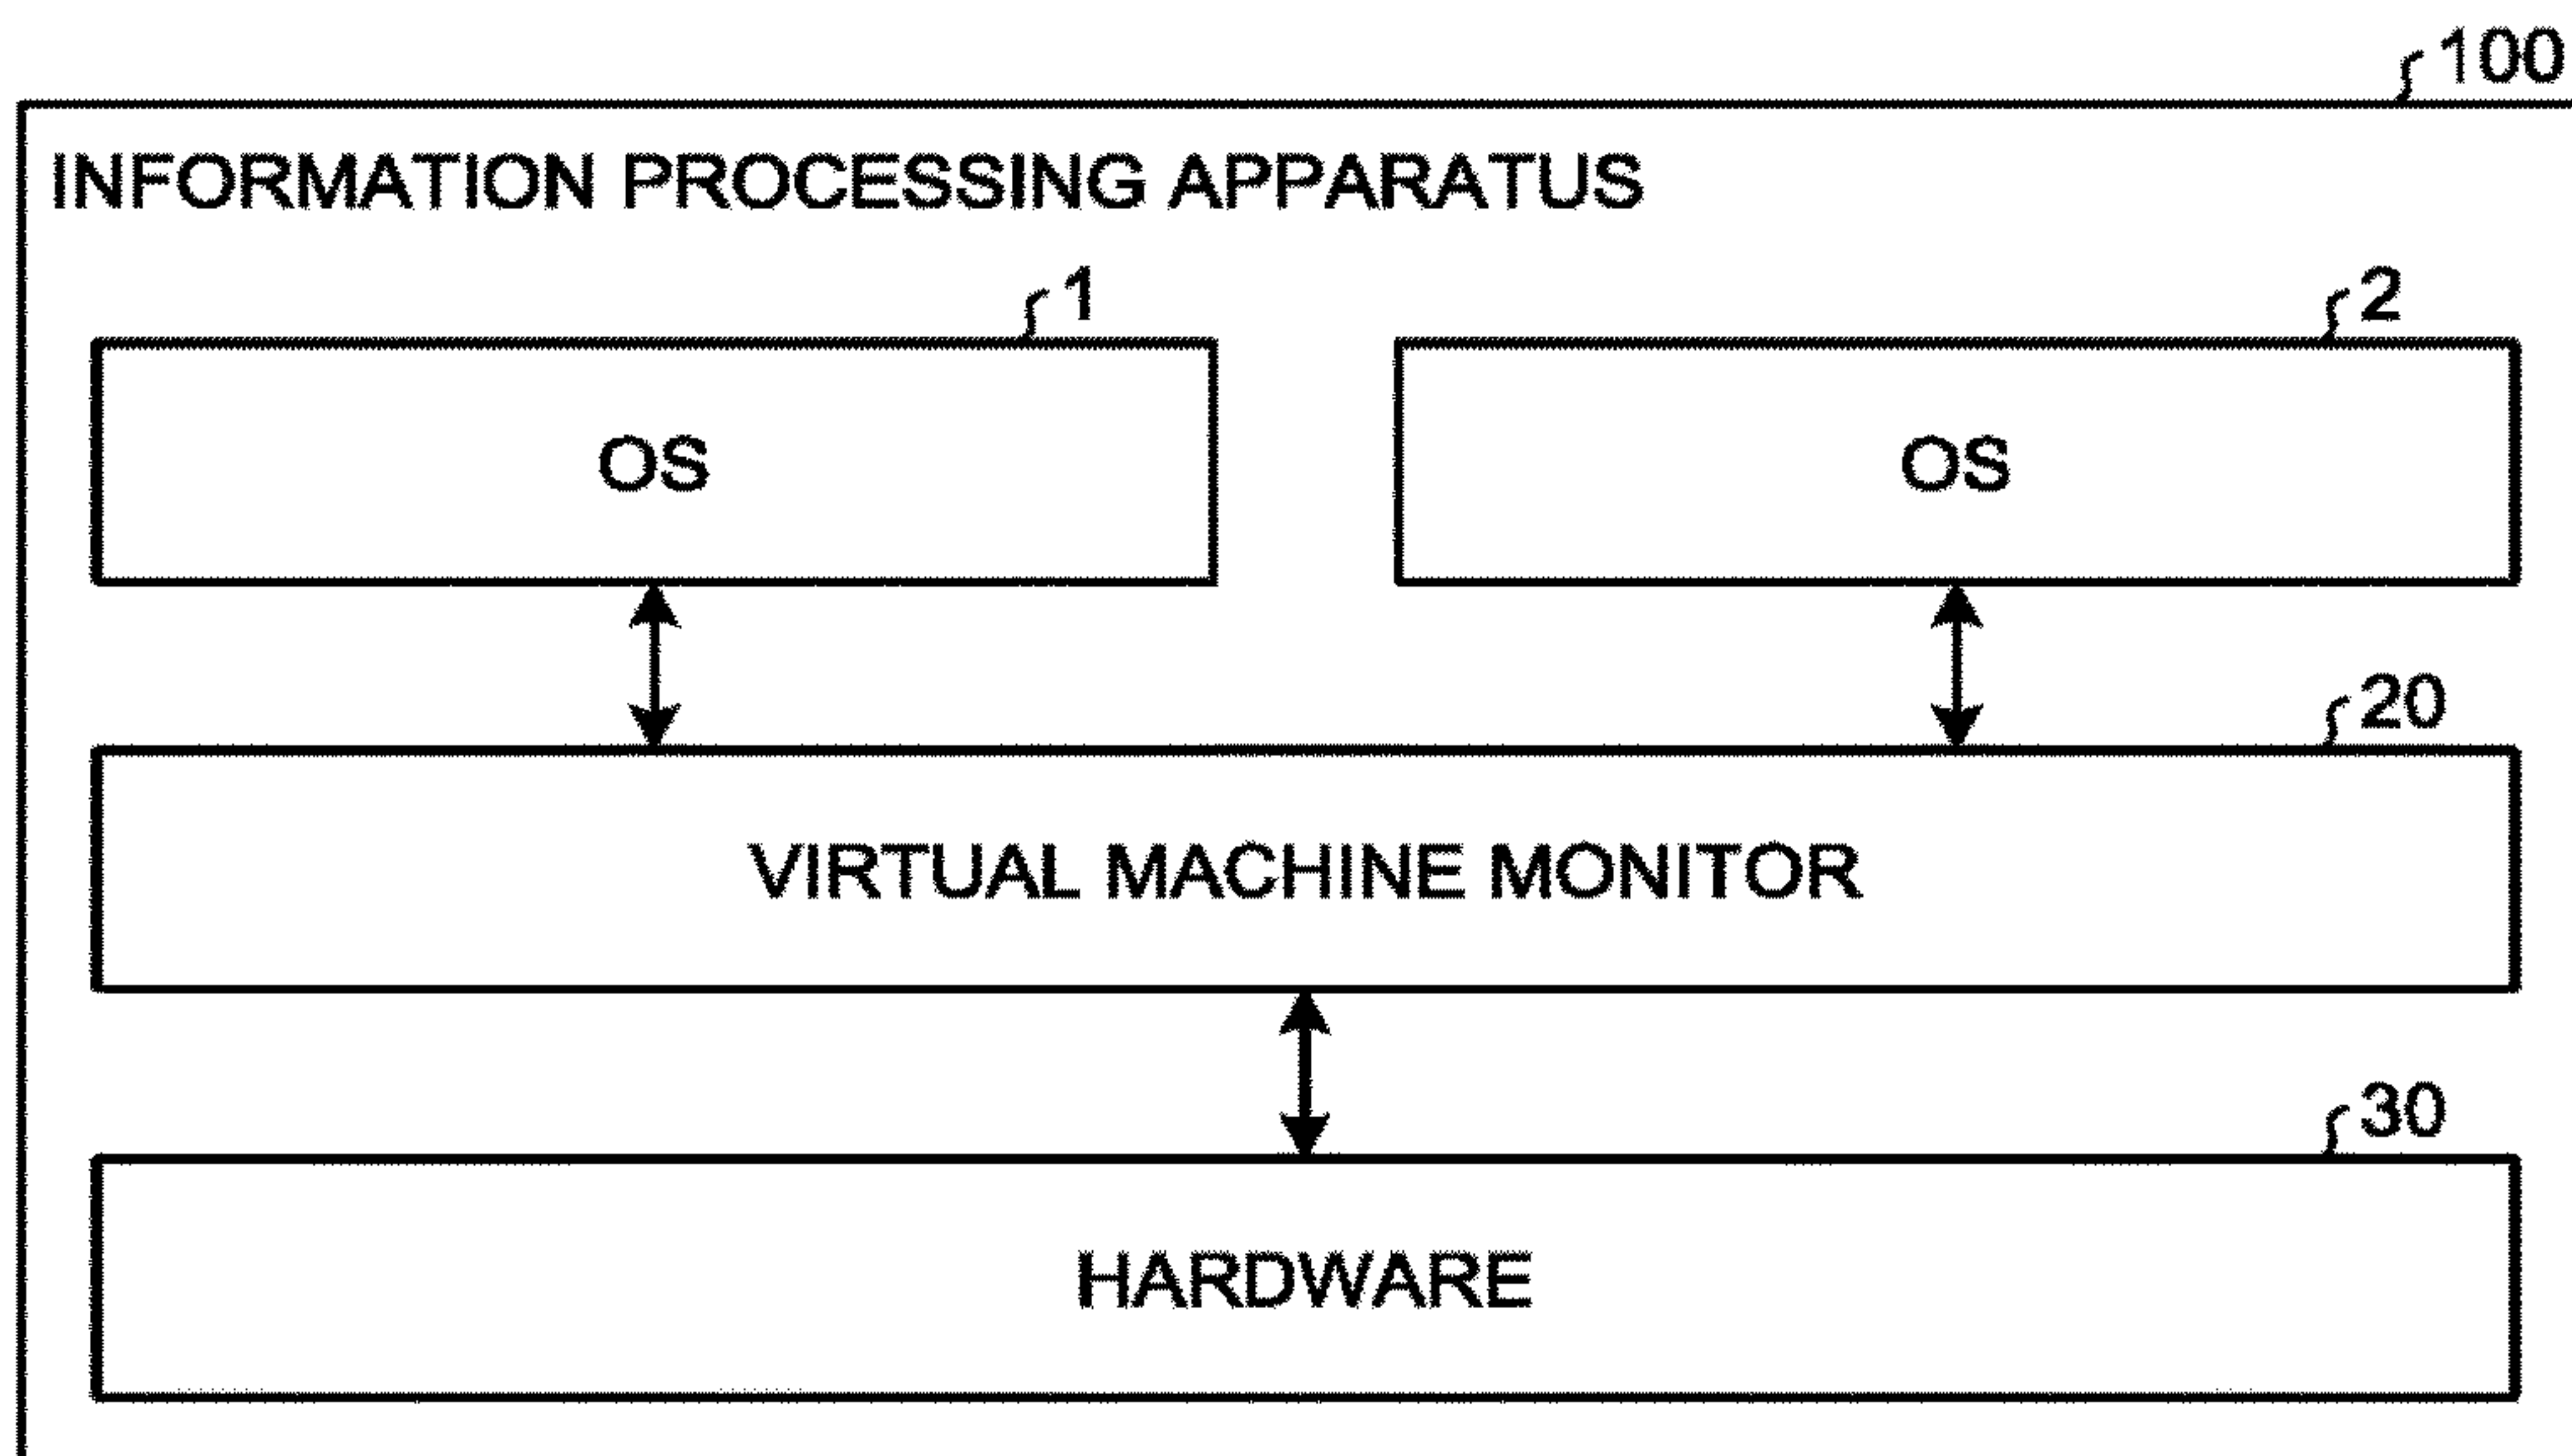 100
INFORMATION PROCESSING APPARATUS
1
2
OS
OS
20
VIRTUAL MACHINE MONITOR
30
HARDWARE